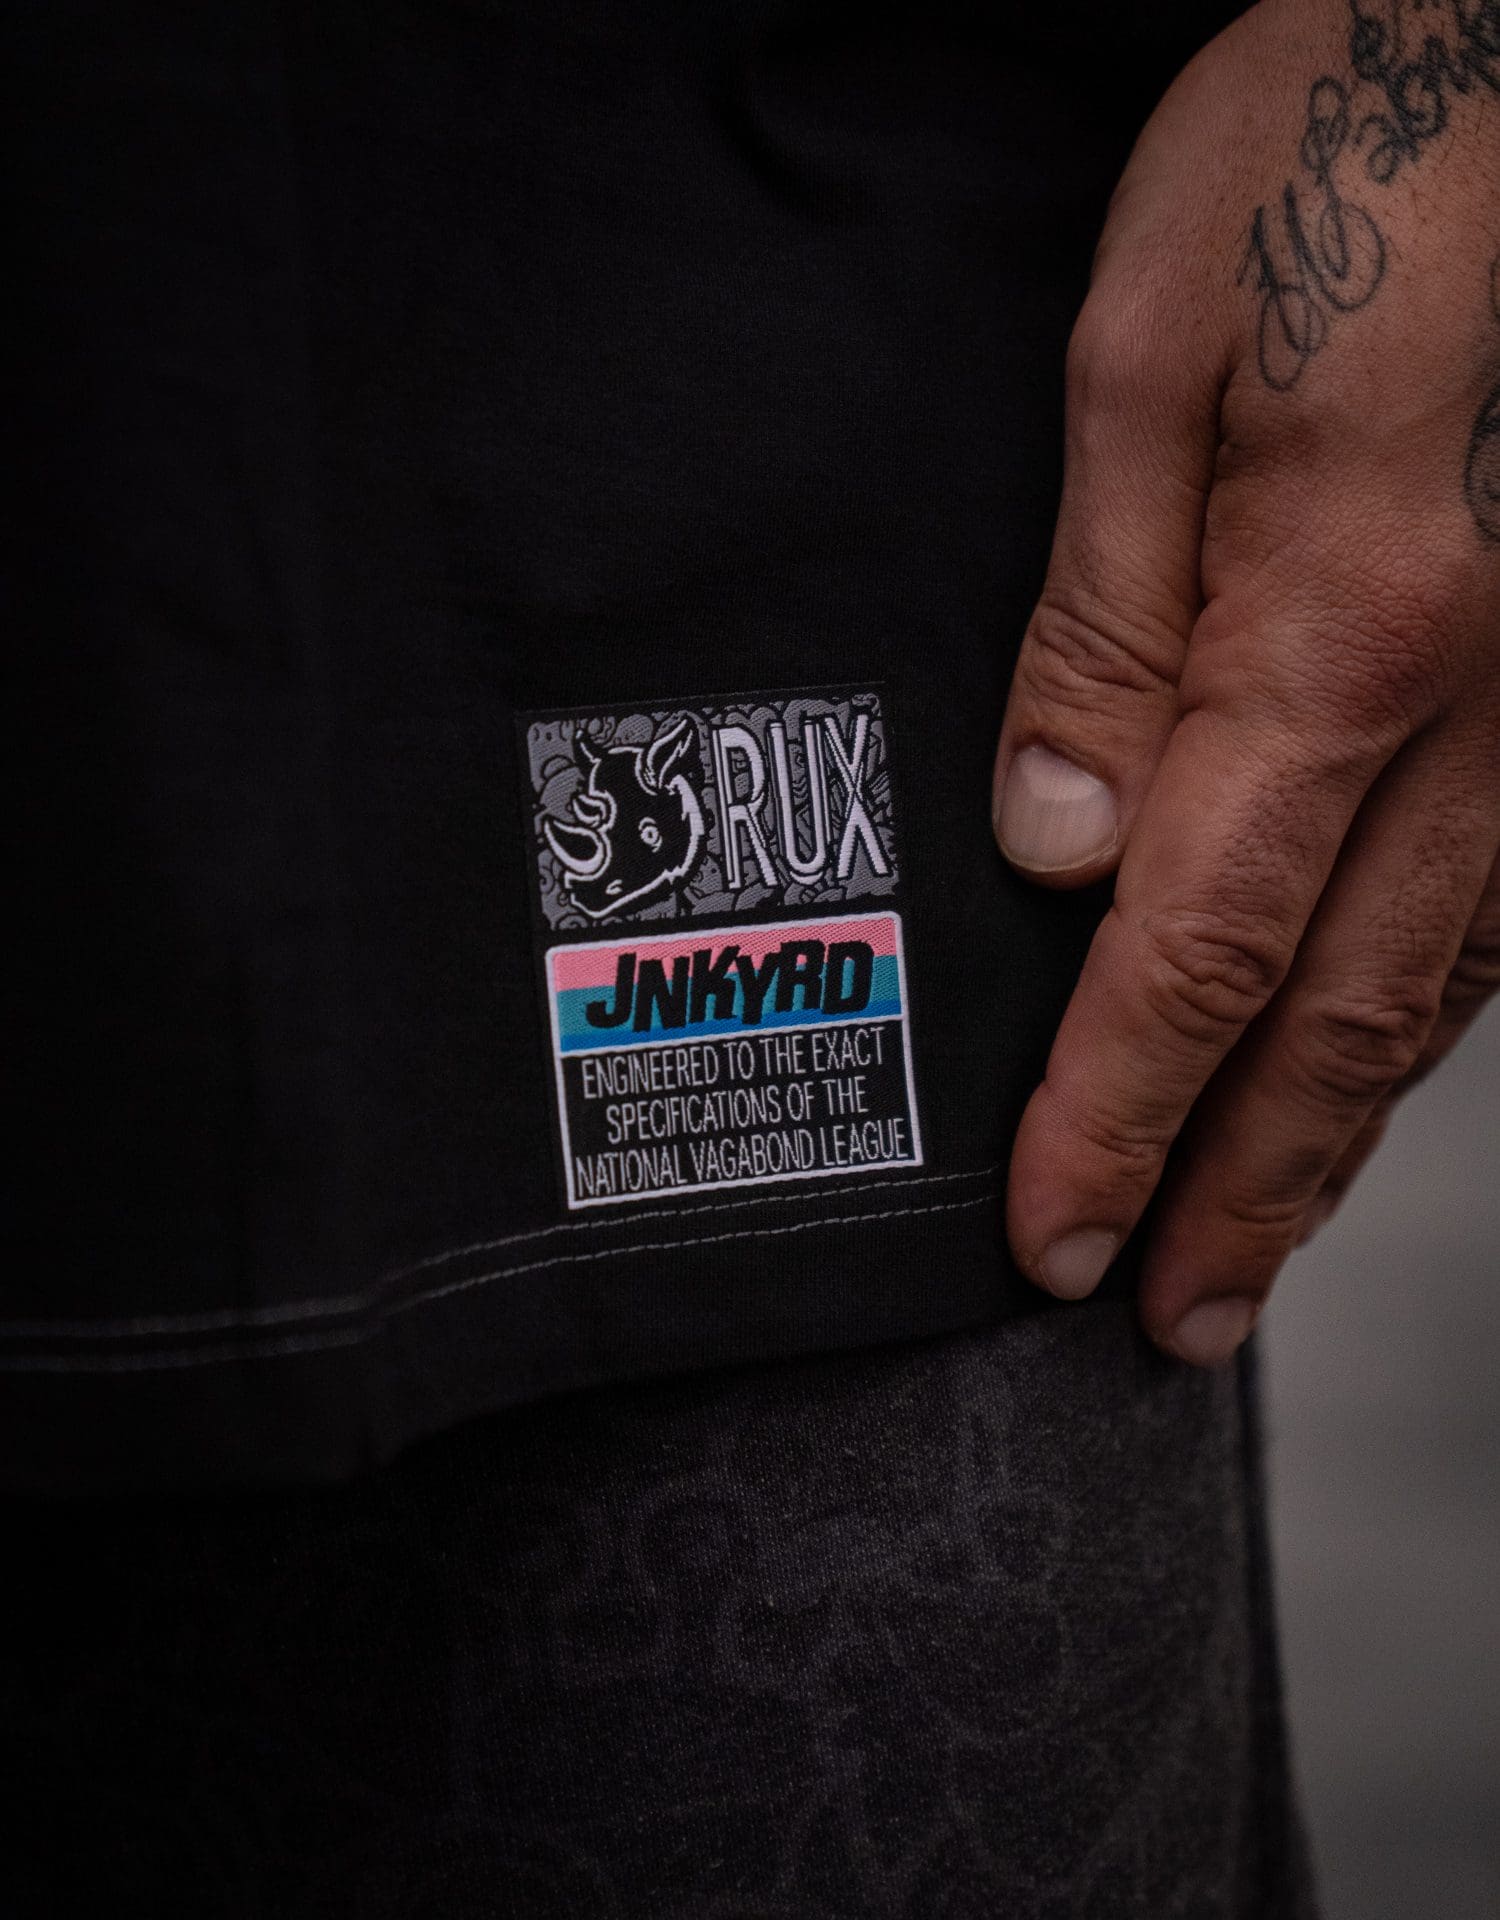 RUX
JNKYRD
ENGINEERED TO THE EXACT
SPECIFICATIONS OF THE
NATIONAL VAGABOND LEAGUE